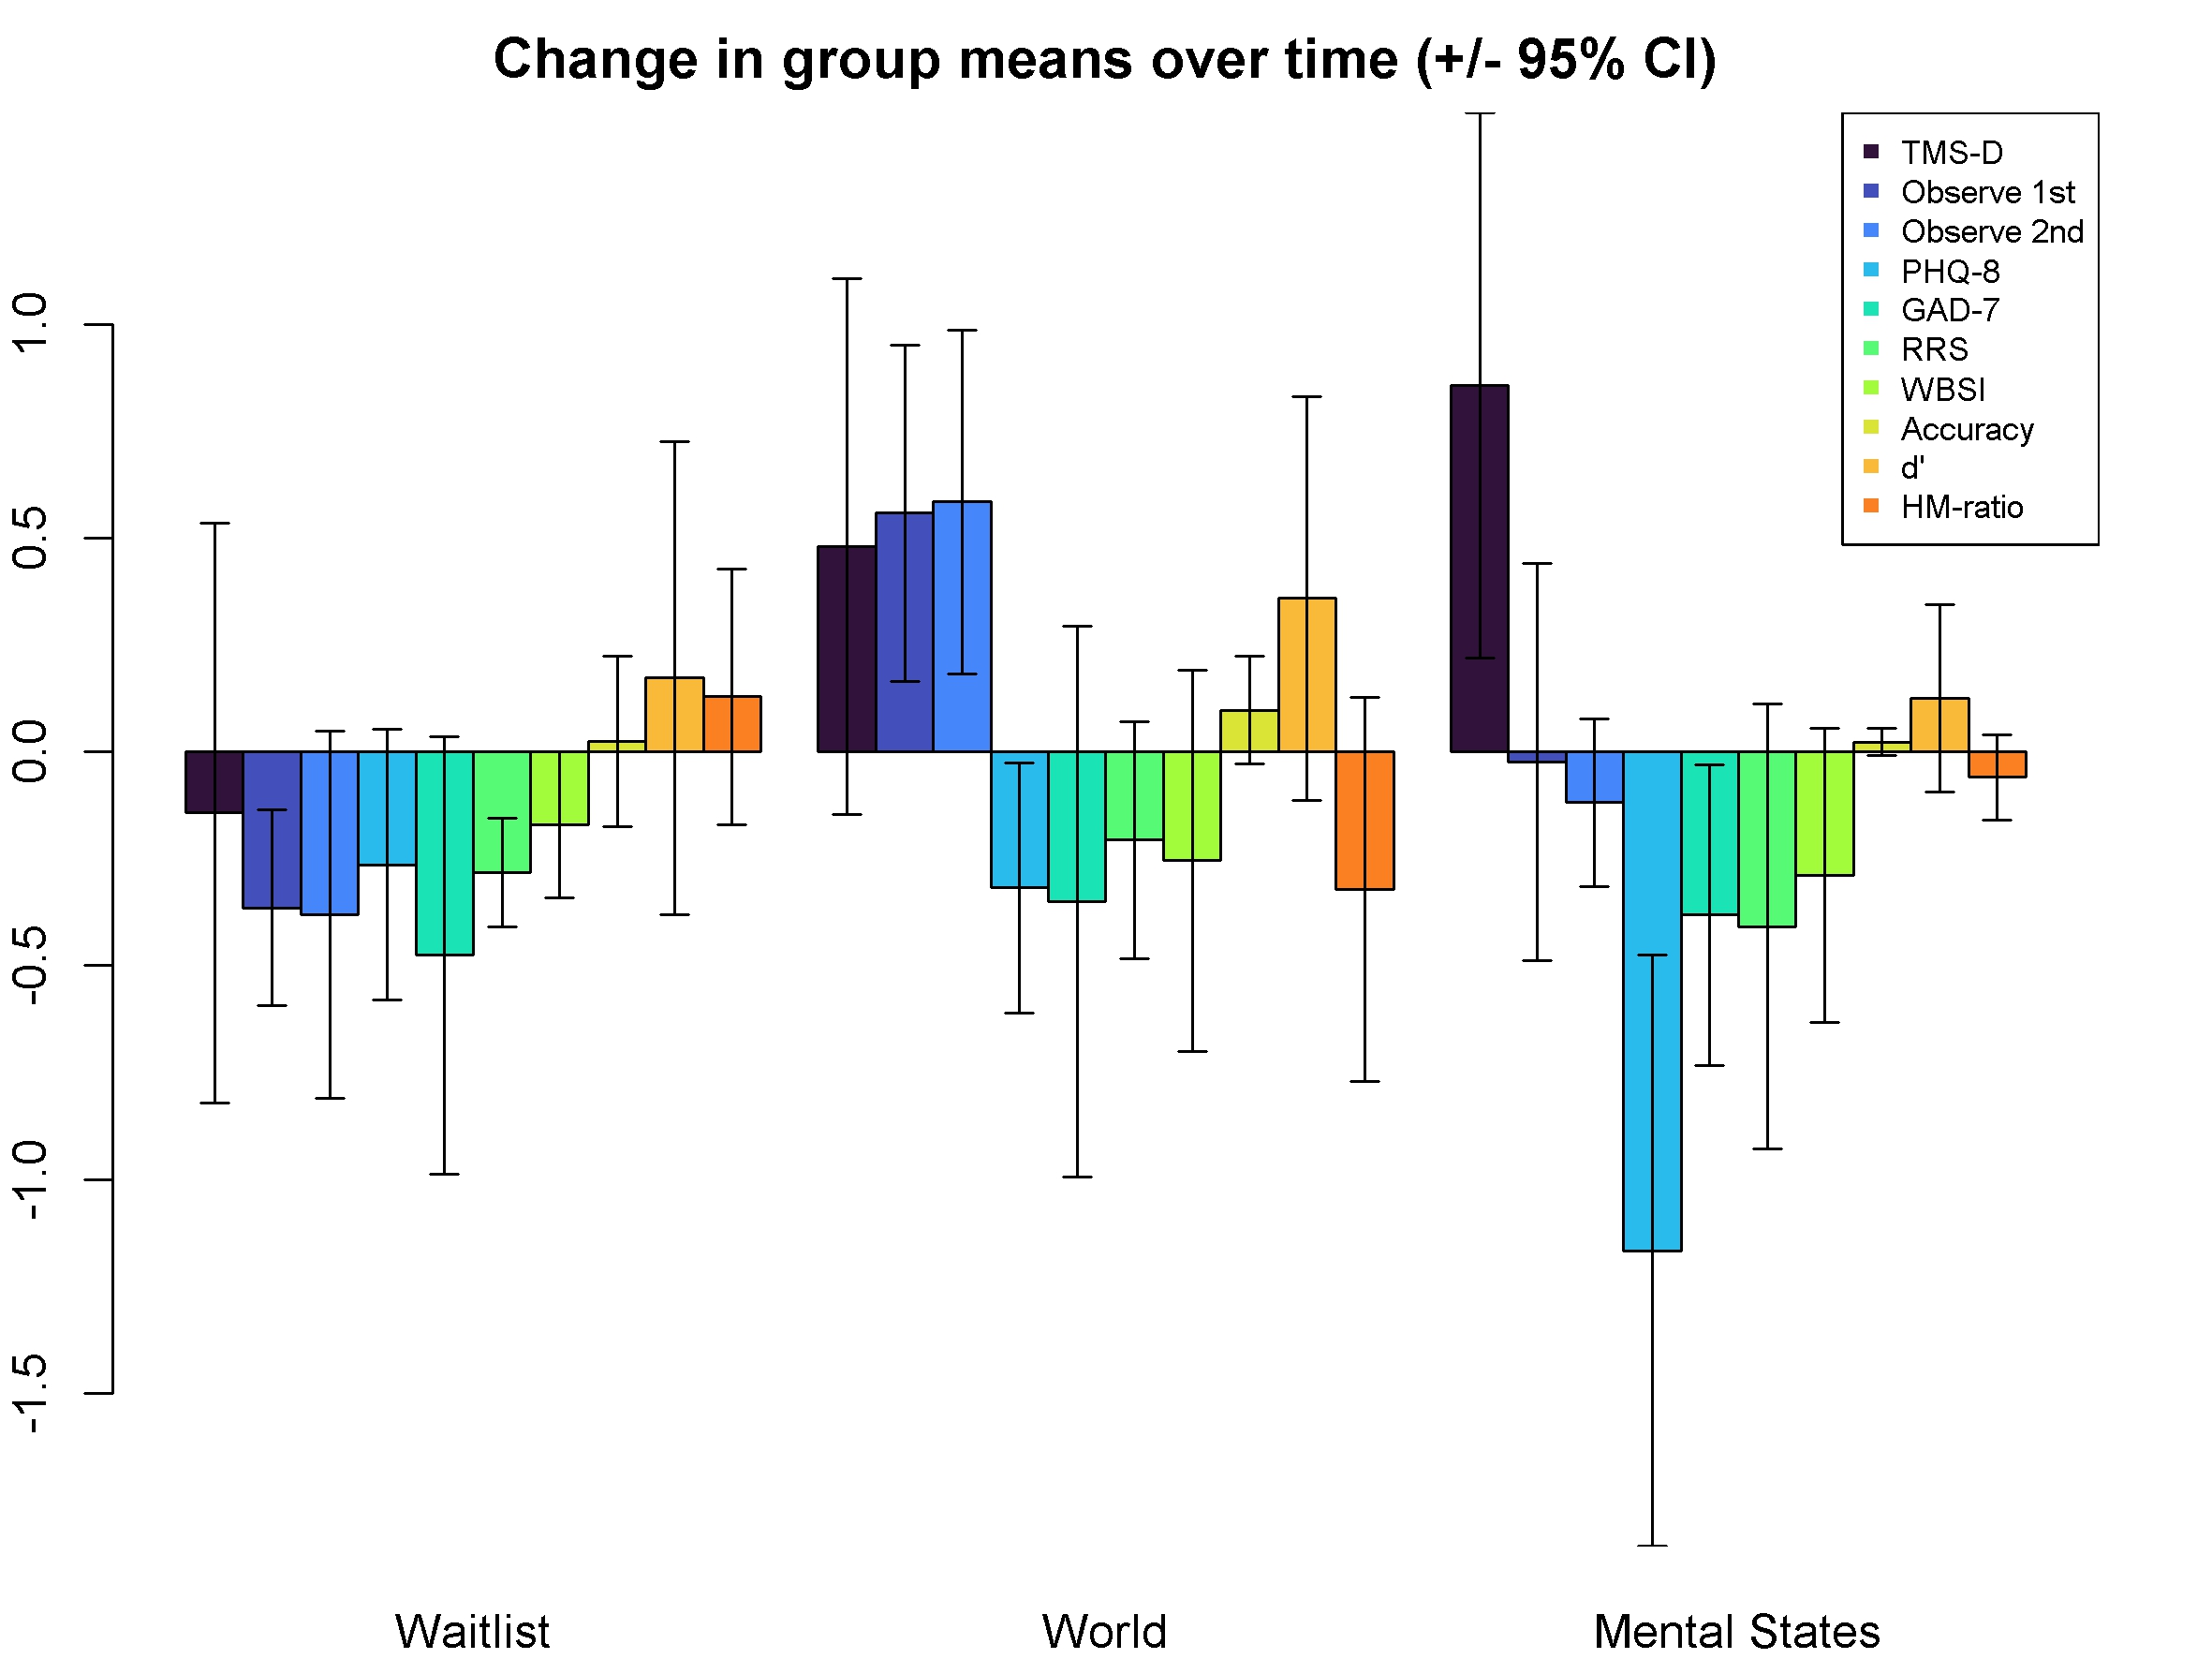 Change in group means over time (+/- 95% CI)
TMS-D
Observe 1st
Observe 2nd
PHQ-8
GAD-7
RRS
WBSI
Accuracy
d'
HM-ratio
1.0
0.5
0.0
-0.5
-1.0
-1.5
Waitlist World Mental States